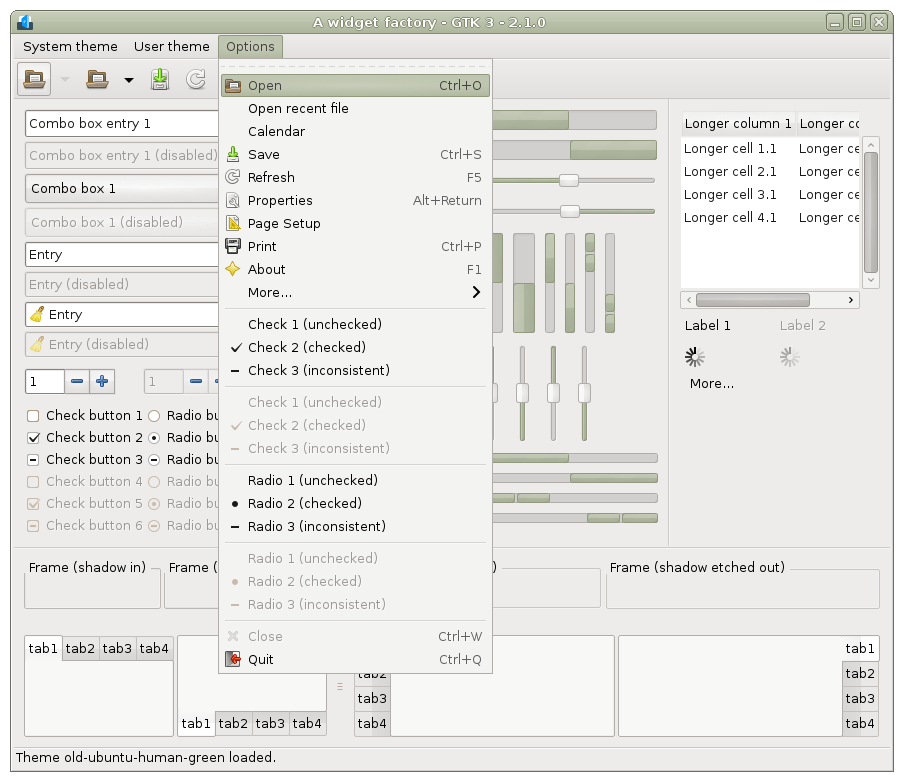 A widget factory - GTK 3 - 2.1.0
System theme User theme Options
Open Ctrl+O
Open recent file
Calendar
Save Ctrl+S
Refresh F5
Properties Alt+Return
Page Setup
Print Ctrl+P
About F1
More...
Check 1 (unchecked)
Check 2 (checked)
Check 3 (inconsistent)
Check 1 (unchecked)
Check 2 (checked)
Check 3 (inconsistent)
Radio 1 (unchecked)
Radio 2 (checked)
Radio 3 (inconsistent)
Radio 1 (unchecked)
Radio 2 (checked)
Radio 3 (inconsistent)
Close Ctrl+W
Quit Ctrl+Q
Combo box entry 1
Combo box entry 1 (disabled)
Combo box 1
Combo box 1 (disabled)
Entry
Entry (disabled)
Entry
Entry (disabled)
1 1
Check button 1 Radio bu
Check button 2 Radio bu
Check button 3 Radio bu
Check button 4 Radio bu
Check button 5 Radio bu
Check button 6 Radio bu
Longer column 1 Longer co
Longer cell 1.1 Longer ce
Longer cell 2.1 Longer ce
Longer cell 3.1 Longer ce
Longer cell 4.1 Longer ce
Label 1 Label 2
More...
Frame (shadow in) Frame ( ) Frame (shadow etched out)
tab1 tab2 tab3 tab4
tab1 tab2 tab3 tab4
tab2
tab3
tab4
tab1
tab2
tab3
tab4
Theme old-ubuntu-human-green loaded.